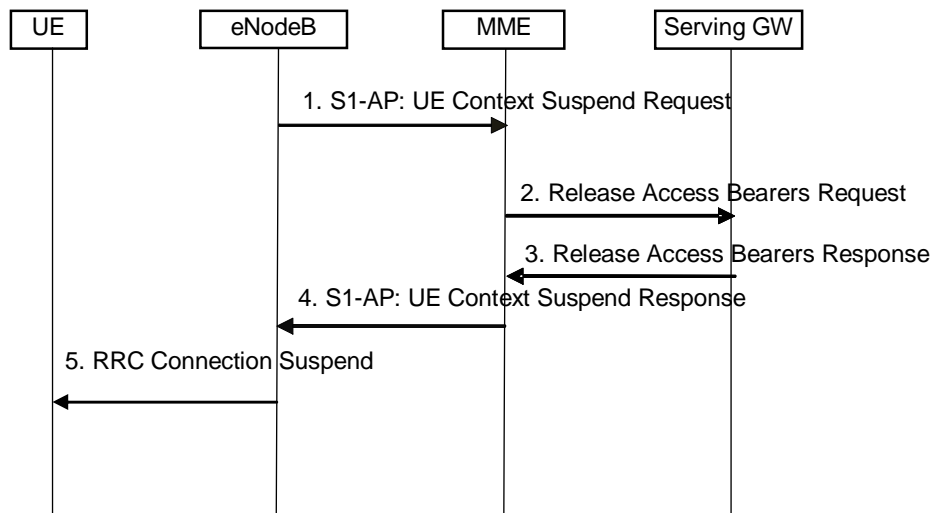 UE
eNodeB
MME
Serving GW
1. S1-AP: UE Context Suspend Request
2. Release Access Bearers Request
3. Release Access Bearers Response
4. S1-AP: UE Context Suspend Response
5. RRC Connection Suspend